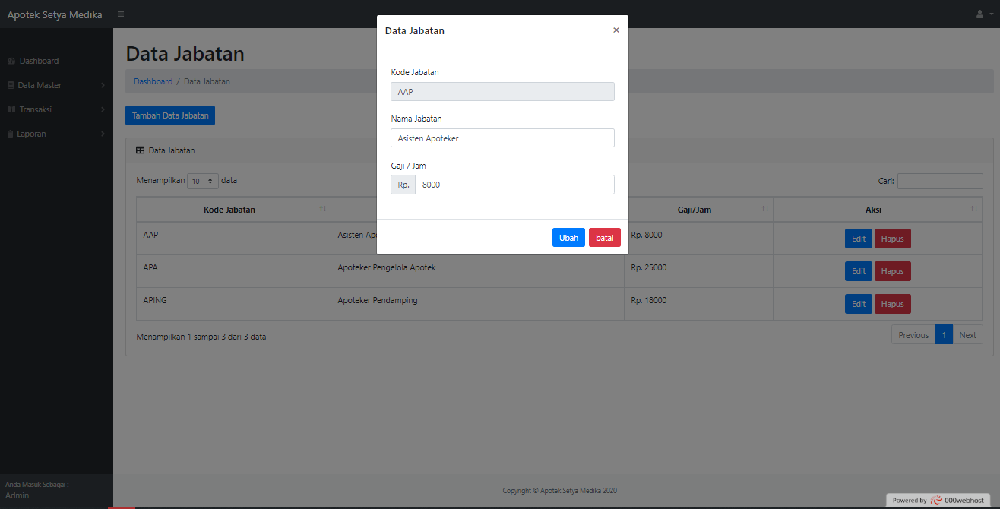 Apotek Setya Medika
Dashboard
Data Master
Transaksi
Laporan
Anda Masuk Sebagai :
Admin
Data Jabatan
Dashboard / Data Jabatan
Tambah Data Jabatan
Data Jabatan
Menampilkan 10 data
Cari:
Kode Jabatan Gaji/Jam Aksi
AAP Asisten Apo Rp. 8000 Edit Hapus
APA Apoteker Pengelola Apotek Rp. 25000 Edit Hapus
APING Apoteker Pendamping Rp. 18000 Edit Hapus
Menampilkan 1 sampai 3 dari 3 data
Previous 1 Next
Data Jabatan ×
Kode Jabatan
AAP
Nama Jabatan
Asisten Apoteker
Gaji / Jam
Rp. 8000
Ubah batal
Copyright © Apotek Setya Medika 2020
Powered by 000webhost